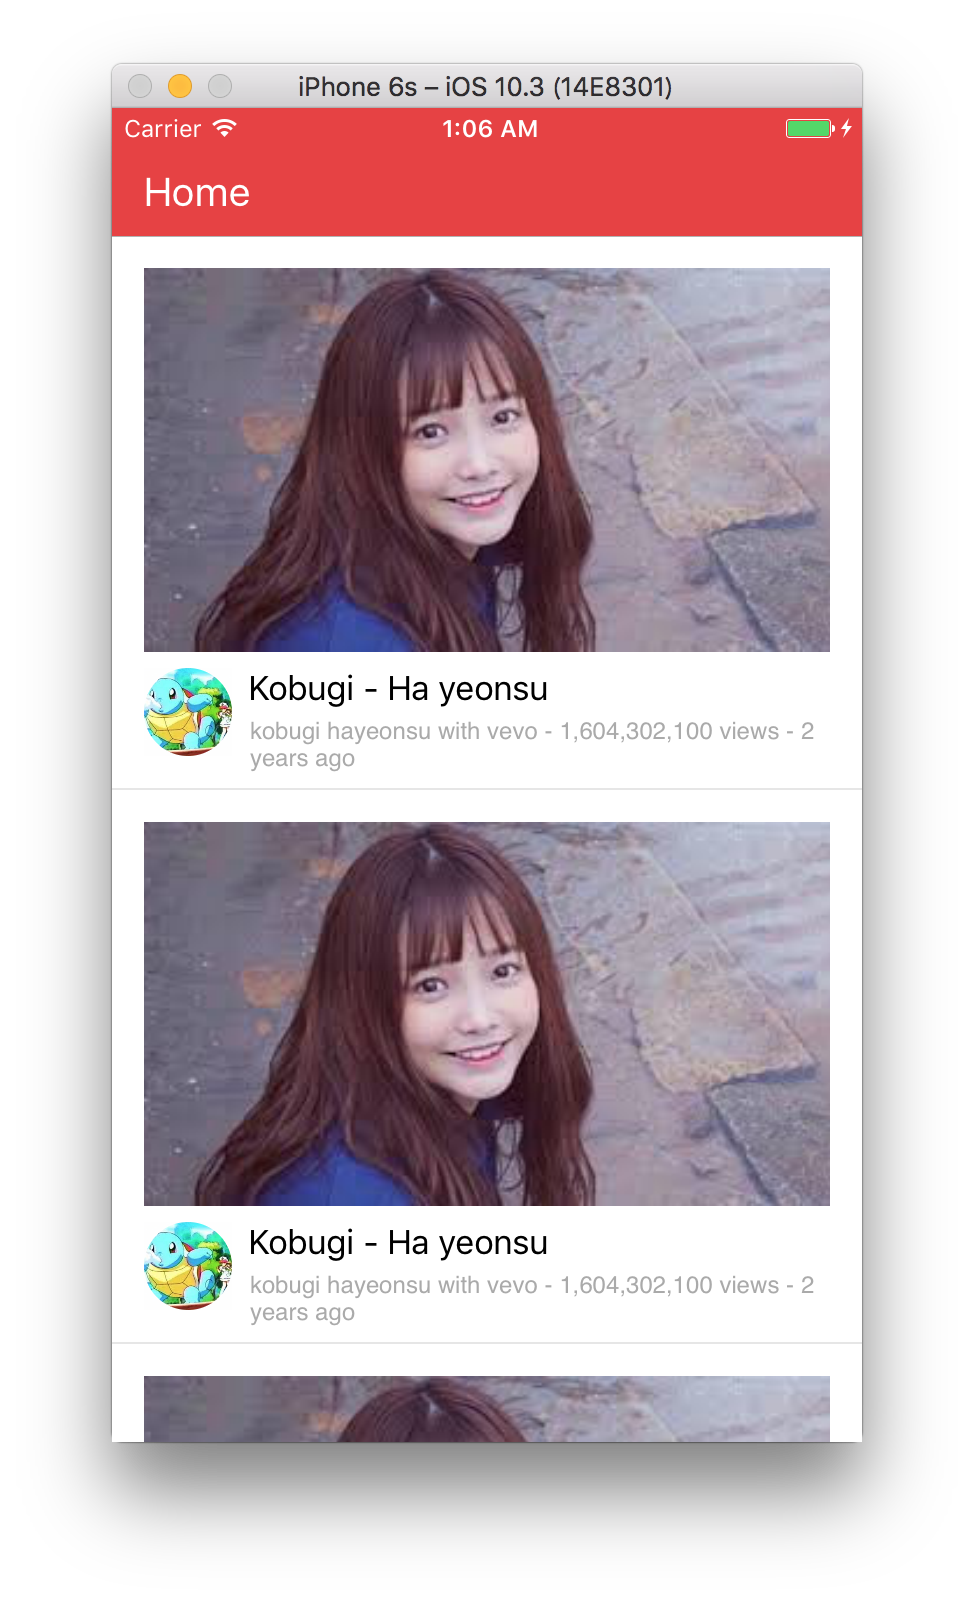 iPhone 6s – iOS 10.3 (14E8301)
Carrier 1:06 AM
Home
Kobugi - Ha yeonsu
kobugi hayeonsu with vevo - 1,604,302,100 views - 2
years ago
Kobugi - Ha yeonsu
kobugi hayeonsu with vevo - 1,604,302,100 views - 2
years ago